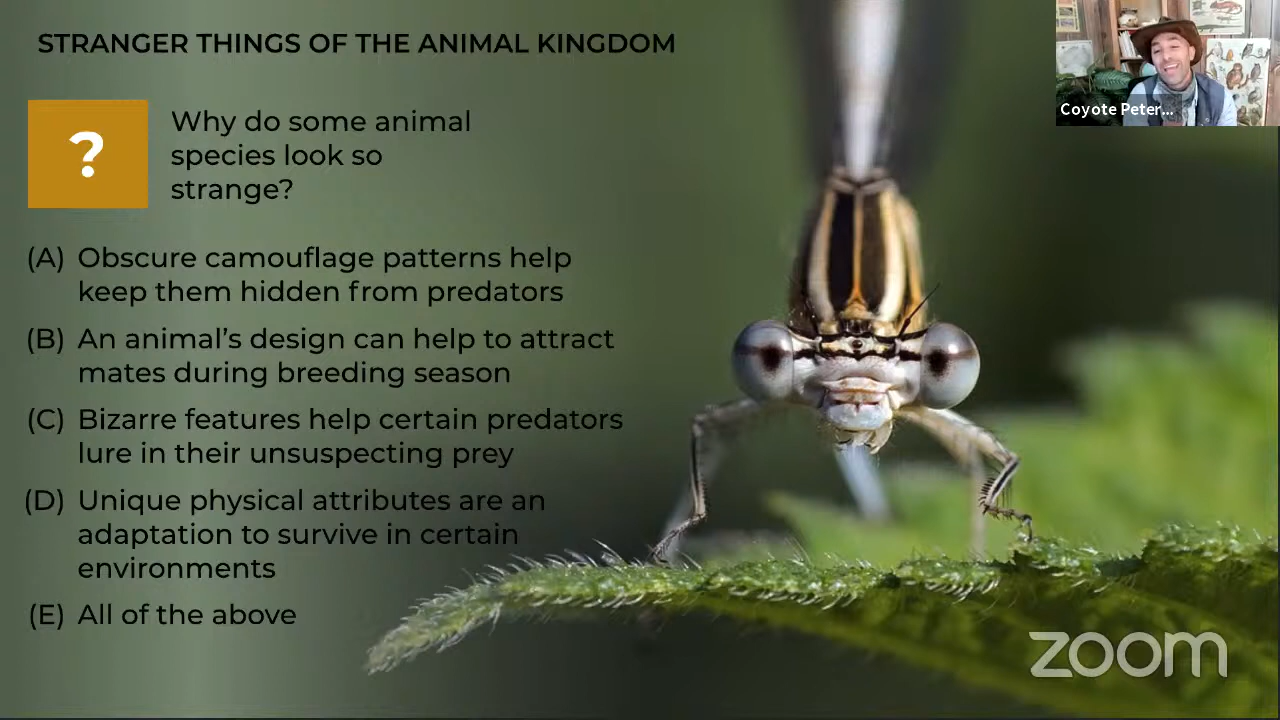 STRANGER THINGS OF THE ANIMAL KINGDOM
?
Why do some animal
species look so
strange?
(A) Obscure camouflage patterns help
keep them hidden from predators
(B) An animal's design can help to attract
mates during breeding season
(C) Bizarre features help certain predators
lure in their unsuspecting prey
(D) Unique physical attributes are an
adaptation to survive in certain
environments
(E) All of the above
Coyote Peter...
zoom